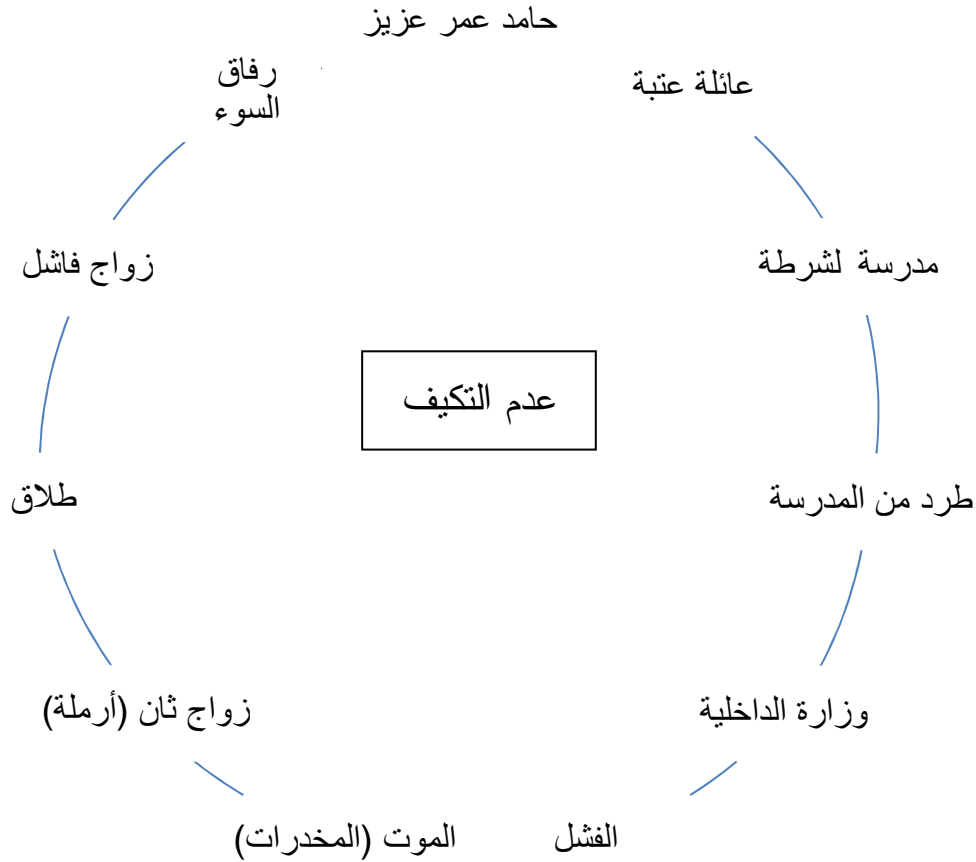 حامد عمر عزيز
عائلة عتبة
رفاق
السوء
مدرسة لشرطة
زواج فاشل
عدم التكيف
طرد من المدرسة
طلاق
وزارة الداخلية
زواج ثان (أرملة)
الفشل
الموت (المخدرات)